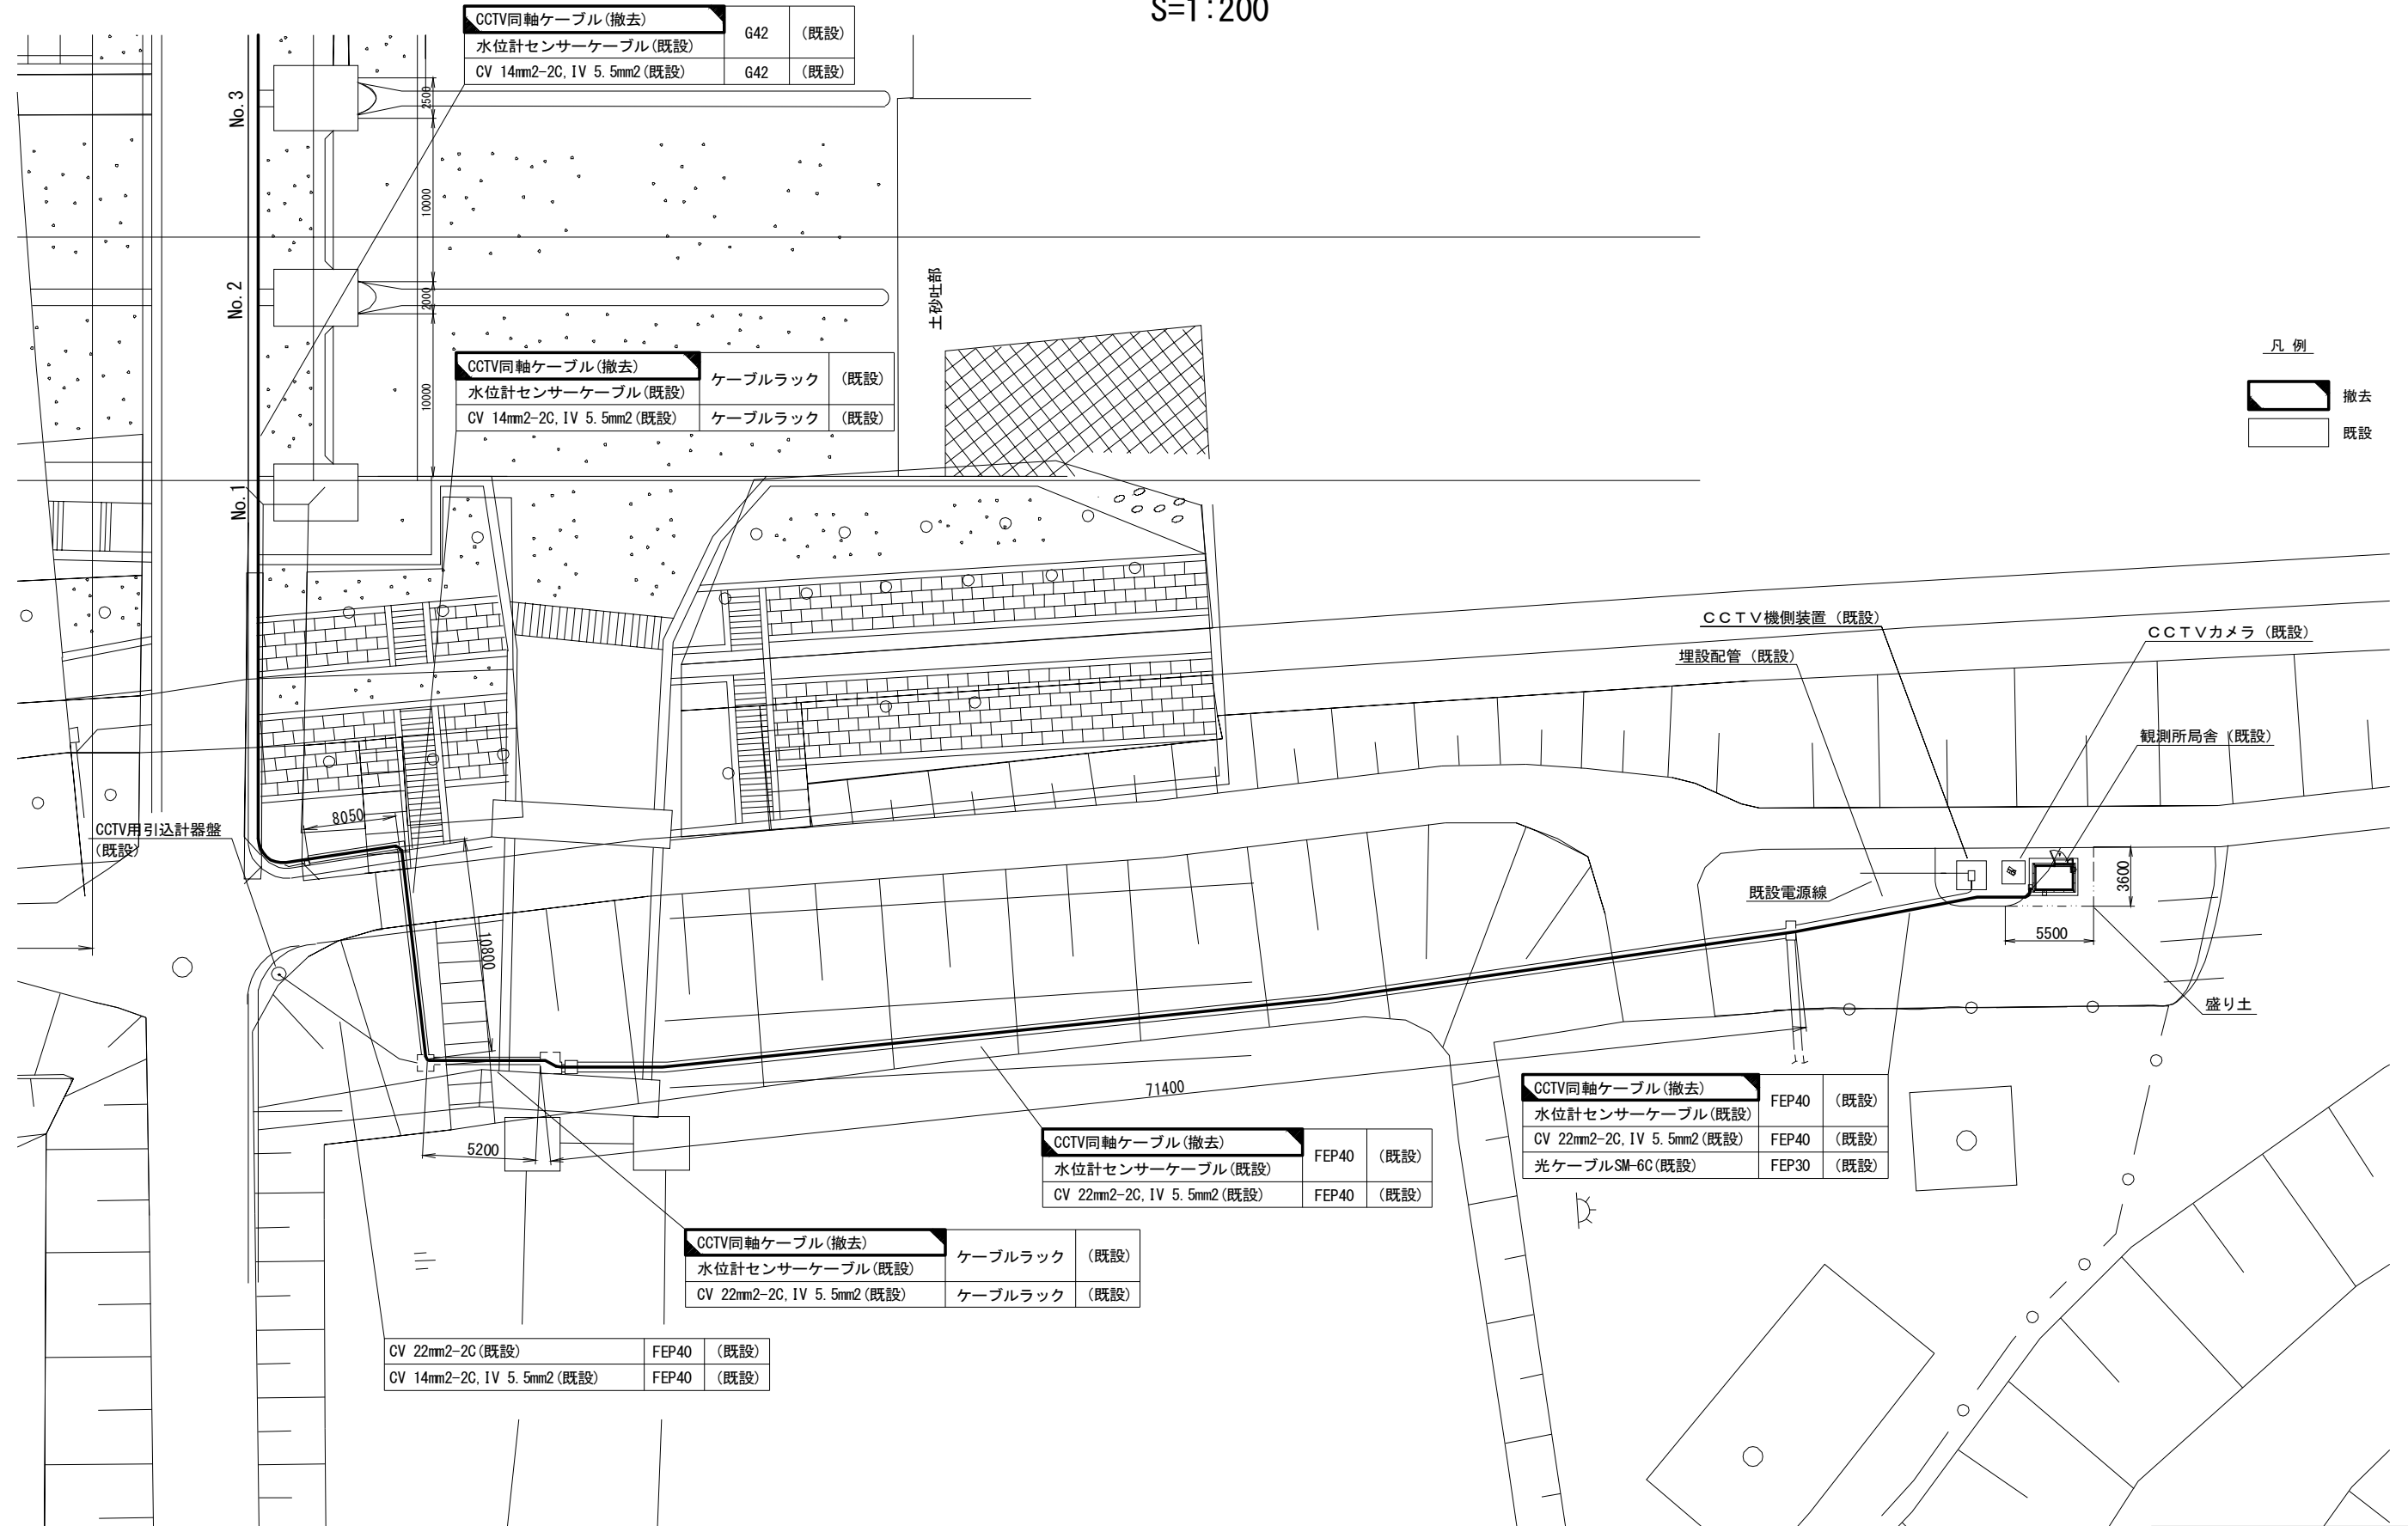 S=1:200
CCTV同軸ケーブル(撤去)
水位計センサーケーブル(既設)
G42
(既設)
CV 14mm2-2C,IV 5.5mm2(既設)
G42
(既設)
No.3
2500
10000
No.2
2000
土砂吐部
凡 例
撤去
既設
CCTV同軸ケーブル(撤去)
水位計センサーケーブル(既設)
ケーブルラック
(既設)
CV 14mm2-2C,IV 5.5mm2(既設)
ケーブルラック
(既設)
10000
No.1
CCTV機側装置(既設)
CCTVカメラ(既設)
埋設配管(既設)
観測所局舎(既設)
8050
CCTV用引込計器盤
(既設)
既設電源線
3600
5500
10800
盛り土
71400
5200
CCTV同軸ケーブル(撤去)
水位計センサーケーブル(既設)
FEP40
(既設)
CV 22mm2-2C,IV 5.5mm2(既設)
FEP40
(既設)
光ケーブルSM-6C(既設)
FEP30
(既設)
CCTV同軸ケーブル(撤去)
水位計センサーケーブル(既設)
FEP40
(既設)
CV 22mm2-2C,IV 5.5mm2(既設)
FEP40
(既設)
CCTV同軸ケーブル(撤去)
水位計センサーケーブル(既設)
ケーブルラック
(既設)
CV 22mm2-2C,IV 5.5mm2(既設)
ケーブルラック
(既設)
CV 22mm2-2C(既設)
FEP40
(既設)
CV 14mm2-2C,IV 5.5mm2(既設)
FEP40
(既設)